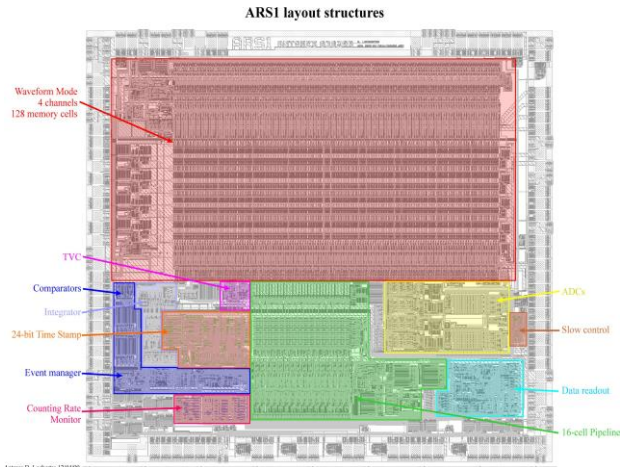 ARS1 layout structures
ARS1
Waveform Mode
4 channels
128 memory cells
TVC
Comparators
Integrator
24-bit Time Stamp
Event manager
Counting Rate
Monitor
ADCs
Slow control
Data readout
16-cell Pipeline